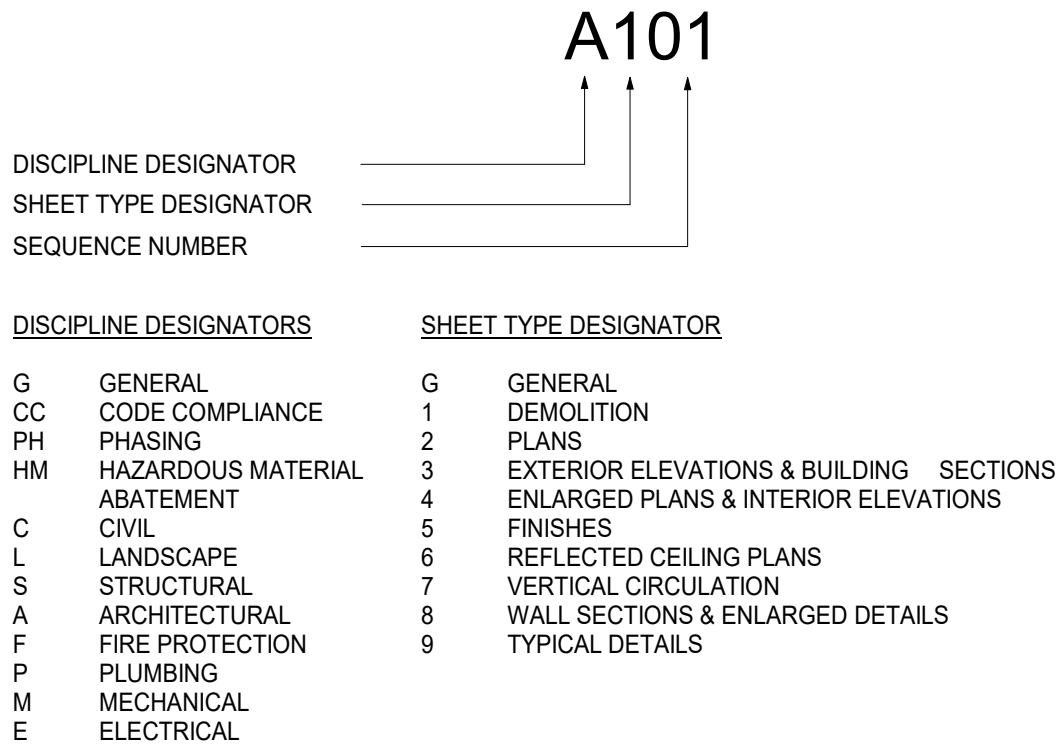 A101
DISCIPLINE DESIGNATOR
SHEET TYPE DESIGNATOR
SEQUENCE NUMBER
DISCIPLINE DESIGNATORS
G GENERAL
CC CODE COMPLIANCE
PH PHASING
HM HAZARDOUS MATERIAL
ABATEMENT
C CIVIL
L LANDSCAPE
S STRUCTURAL
A ARCHITECTURAL
F FIRE PROTECTION
P PLUMBING
M MECHANICAL
E ELECTRICAL
SHEET TYPE DESIGNATOR
G GENERAL
1 DEMOLITION
2 PLANS
3 EXTERIOR ELEVATIONS & BUILDING SECTIONS
4 ENLARGED PLANS & INTERIOR ELEVATIONS
5 FINISHES
6 REFLECTED CEILING PLANS
7 VERTICAL CIRCULATION
8 WALL SECTIONS & ENLARGED DETAILS
9 TYPICAL DETAILS